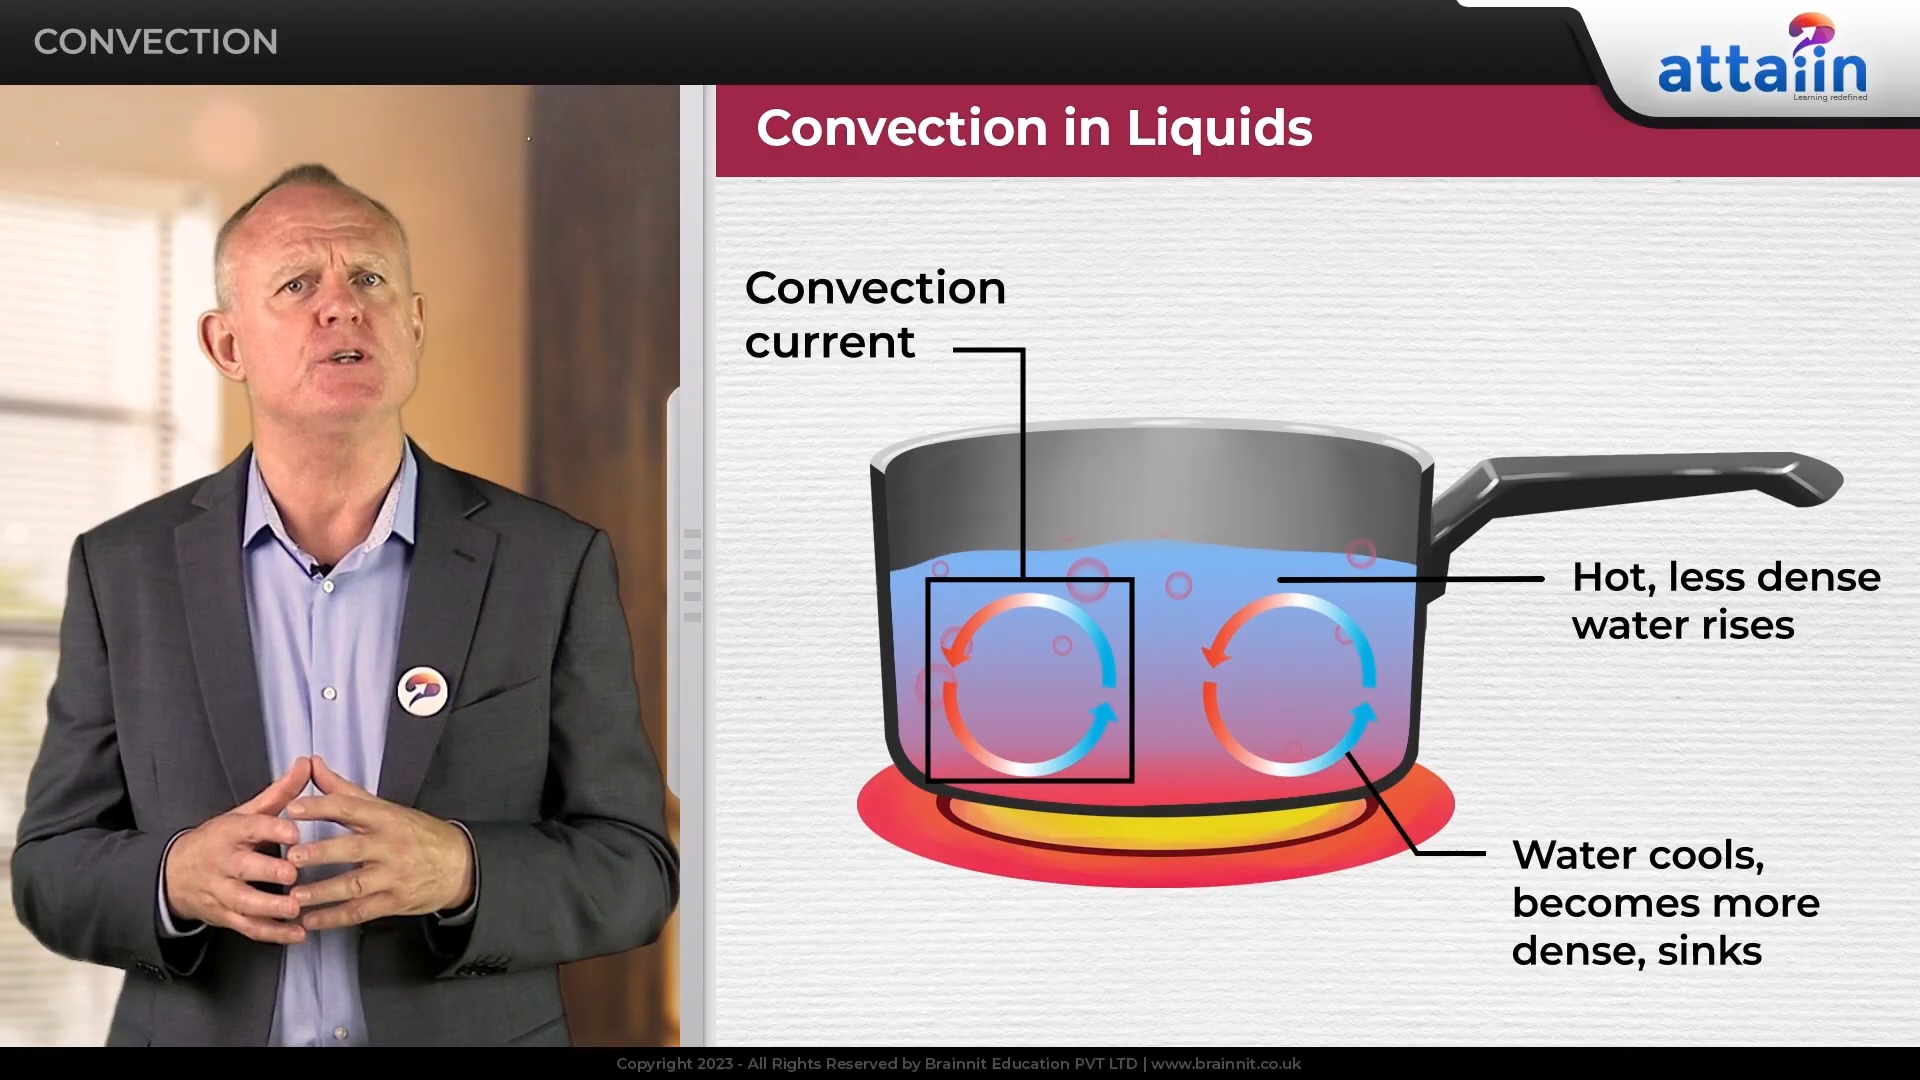 CONVECTION
attaiin
Learning redefined
Convection in Liquids
Convection
current
Hot, less dense
water rises
Water cools,
becomes more
dense, sinks
Copyright 2023 - All Rights Reserved by Brainnit Education PVT LTD | www.brainnit.co.uk